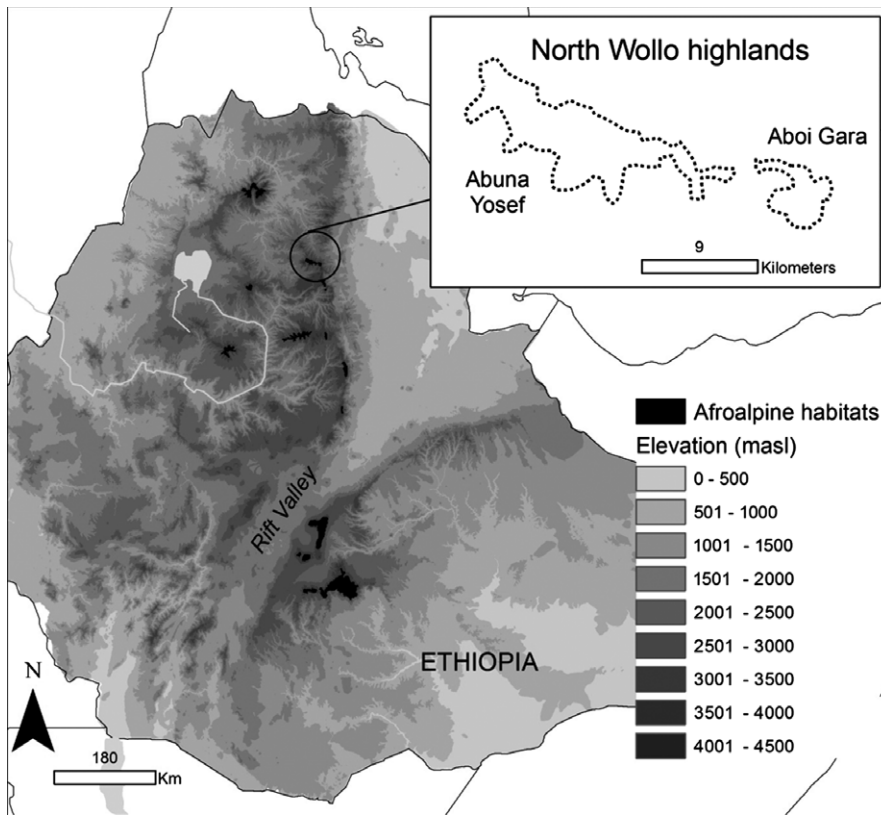 North Wollo highlands
Aboi Gara
Abuna
Yosef
9
Kilometers
Afroalpine habitats
Elevation (masl)
0 - 500
501 - 1000
1001 - 1500
1501 - 2000
2001 - 2500
2501 - 3000
3001 - 3500
3501 - 4000
4001 - 4500
Rift Valley
ETHIOPIA
N
180
Km